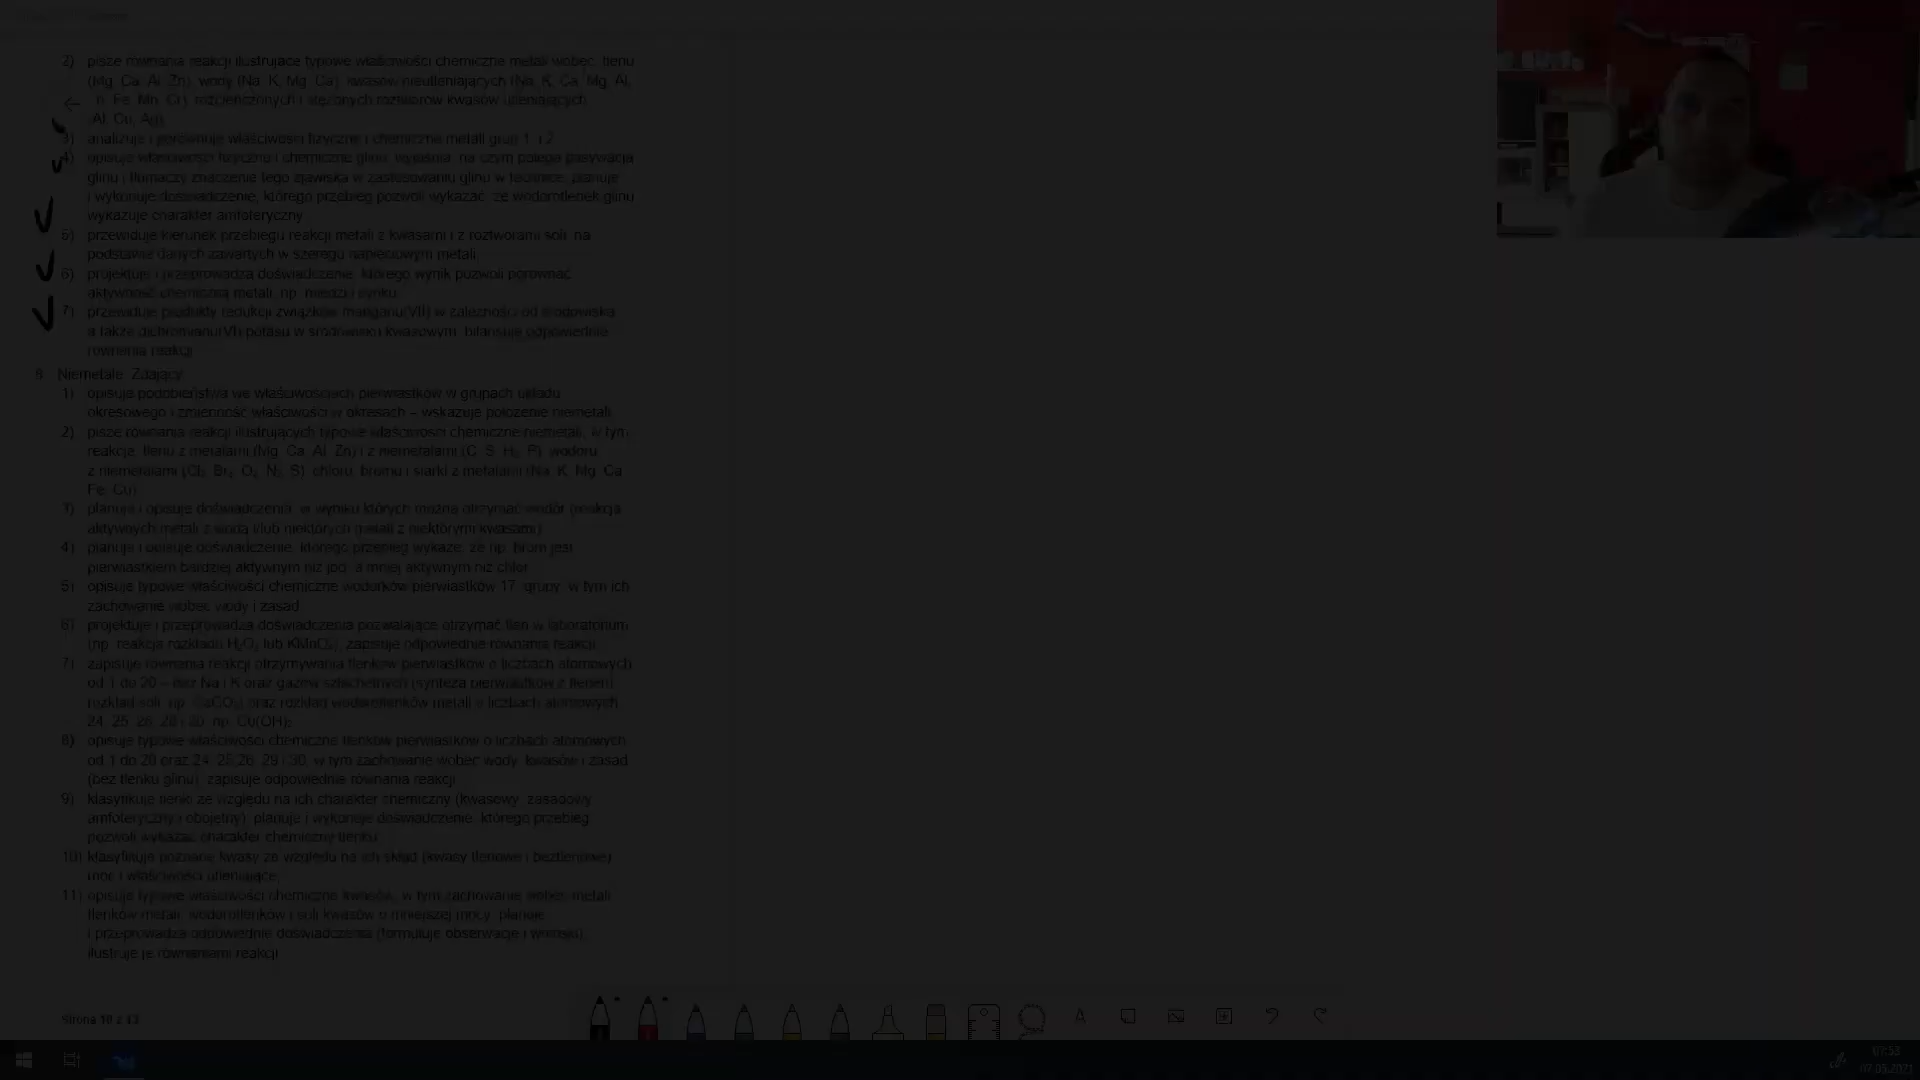 2) pisze równania reakcji ilustrujące typowe właściwości chemiczne metali wobec: tlenu
(Mg, Ca, Al, Zn), wody (Na, K, Mg, Ca), kwasów nieutleniających (Na, K, Ca, Mg, Al,
n, Fe, Mn, Cr), rozcieńczonych i stężonych roztworów kwasów utleniających
Al, Cu, Ag)
3) analizuje i porównuje właściwości fizyczne i chemiczne metali grup 1. i 2.
4) opisuje właściwości fizyczne i chemiczne glinu, wyjaśnia, na czym polega pasywacja
glinu i tłumaczy znaczenie tego zjawiska w zastosowaniu glinu w technice; planuje
i wykonuje doświadczenie, którego przebieg pozwoli wykazać, że wodorotlenek glinu
wykazuje charakter amfoteryczny
5) przewiduje kierunek przebiegu reakcji metali z kwasami i z roztworami soli, na
podstawie danych zawartych w szeregu napięciowym metali
6) projektuje i przeprowadza doświadczenie, którego wynik pozwoli porównać
aktywność chemiczną metali, np. miedzi i cynku
7) przewiduje produkty redukcji związków manganu(VII) w zależności od środowiska,
a także dichromianu(VI) potasu w środowisku kwasowym; bilansuje odpowiednie
równania reakcji
8. Niemetale. Zdający:
1) opisuje podobieństwa we właściwościach pierwiastków w grupach układu
okresowego i zmienność właściwości w okresach – wskazuje położenie niemetali
2) pisze równania reakcji ilustrujących typowe właściwości chemiczne niemetali, w tym
reakcje: tlenu z metalami (Mg, Ca, Al, Zn) i z niemetalami (C, S, H₂, P), wodoru
z niemetalami (Cl₂, Br₂, O₂, N₂, S), chloru, bromu i siarki z metalami (Na, K, Mg, Ca,
Fe, Cu)
3) planuje i opisuje doświadczenia, w wyniku których można otrzymać wodór (reakcja
aktywnych metali z wodą i/lub niektórych metali z niektórymi kwasami)
4) planuje i opisuje doświadczenie, którego przebieg wykaże, że np. brom jest
pierwiastkiem bardziej aktywnym niż jod, a mniej aktywnym niż chlor
5) opisuje typowe właściwości chemiczne wodorków pierwiastków 17. grupy, w tym ich
zachowanie wobec wody i zasad
6) projektuje i przeprowadza doświadczenia pozwalające otrzymać tlen w laboratorium
(np. reakcja rozkładu H₂O₂ lub KMnO₄), zapisuje odpowiednie równania reakcji
7) zapisuje równania reakcji otrzymywania tlenków pierwiastków o liczbach atomowych
od 1 do 20 – bez Na i K oraz gazów szlachetnych (synteza pierwiastków z tlenem),
rozkład soli, np. CaCO₃, oraz rozkład wodorotlenków metali o liczbach atomowych
24, 25, 26, 29 i 30, np. Cu(OH)₂
8) opisuje typowe właściwości chemiczne tlenków pierwiastków o liczbach atomowych
od 1 do 20 oraz 24, 25, 26, 29 i 30, w tym zachowanie wobec wody, kwasów i zasad
(bez tlenku glinu); zapisuje odpowiednie równania reakcji
9) klasyfikuje tlenki ze względu na ich charakter chemiczny (kwasowy, zasadowy,
amfoteryczny i obojętny); planuje i wykonuje doświadczenie, którego przebieg
pozwoli wykazać charakter chemiczny tlenku
10) klasyfikuje poznane kwasy ze względu na ich skład (kwasy tlenowe i beztlenowe),
moc i właściwości utleniające
11) opisuje typowe właściwości chemiczne kwasów, w tym zachowanie wobec metali,
tlenków metali, wodorotlenków i soli kwasów o mniejszej mocy; planuje
i przeprowadza odpowiednie doświadczenia (formułuje obserwacje i wnioski);
ilustruje je równaniami reakcji
Strona 10 z 13
07:53
07.05.2021